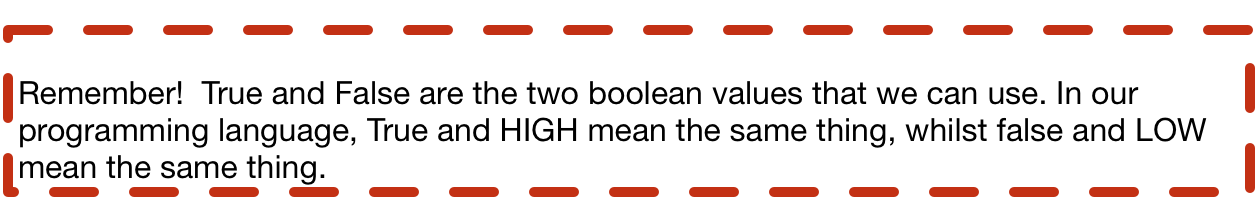 Remember!  True and False are the two boolean values that we can use. In our
programming language, True and HIGH mean the same thing, whilst false and LOW
mean the same thing.